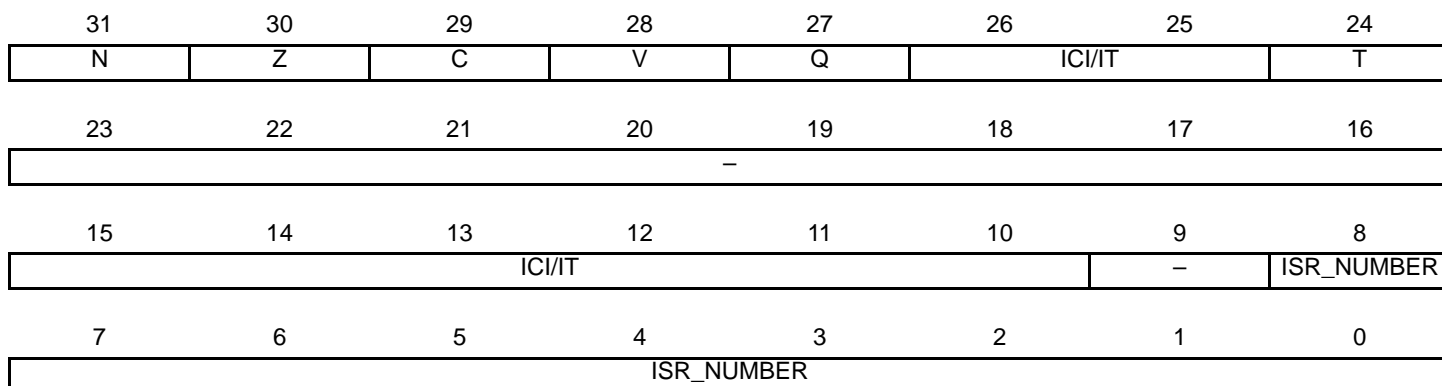 31 30 29 28 27 26 25 24
N Z C V Q ICI/IT T
23 22 21 20 19 18 17 16
–
15 14 13 12 11 10 9 8
ICI/IT – ISR_NUMBER
7 6 5 4 3 2 1 0
ISR_NUMBER